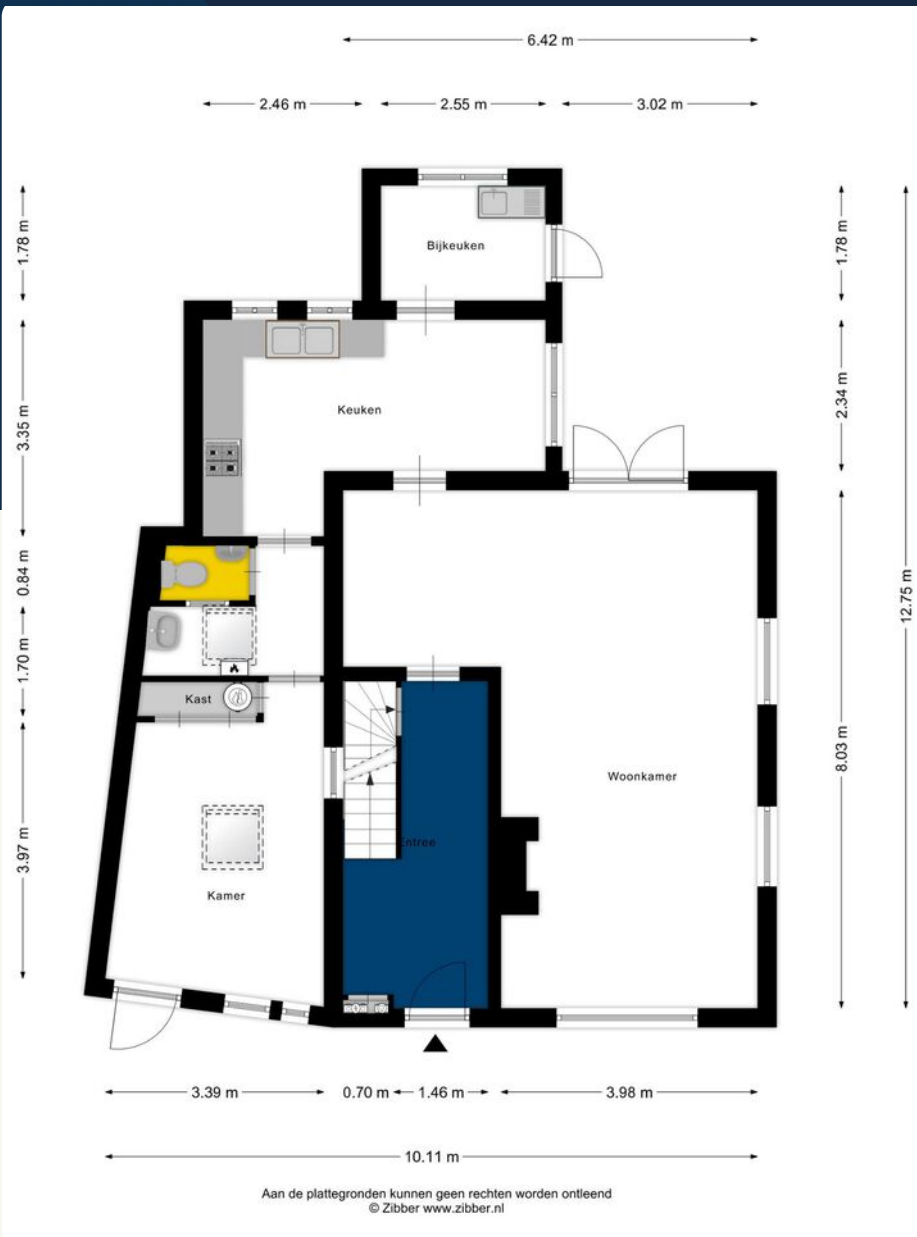 6.42 m
2.46 m 2.55 m 3.02 m
1.78 m
3.35 m
0.84 m
1.70 m
3.97 m
Bijkeuken
Keuken
Kast
Kamer
Entree
Woonkamer
1.78 m
2.34 m
8.03 m
12.75 m
3.39 m 0.70 m 1.46 m 3.98 m
10.11 m
Aan de plattegronden kunnen geen rechten worden ontleend
© Zibber www.zibber.nl